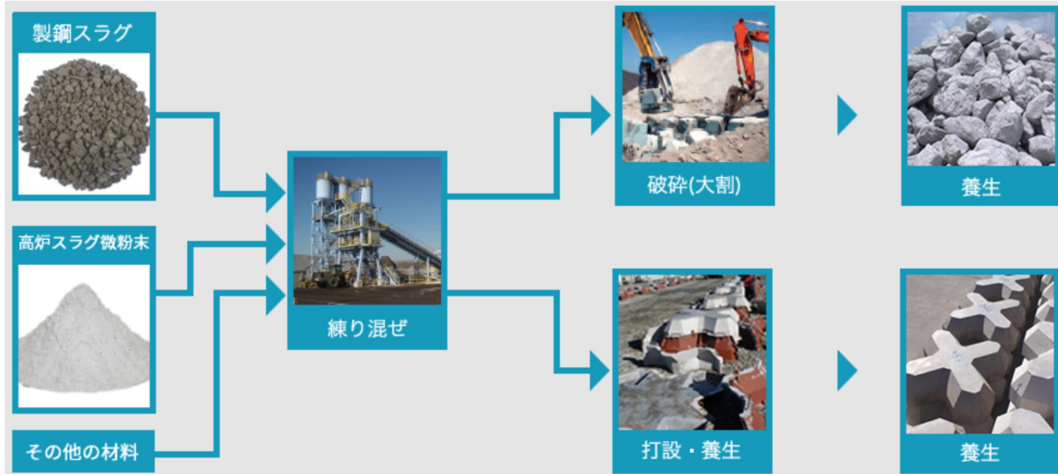 製鋼スラグ
高炉スラグ微粉末
その他の材料
練り混ぜ
破砕(大割)
養生
打設・養生
養生